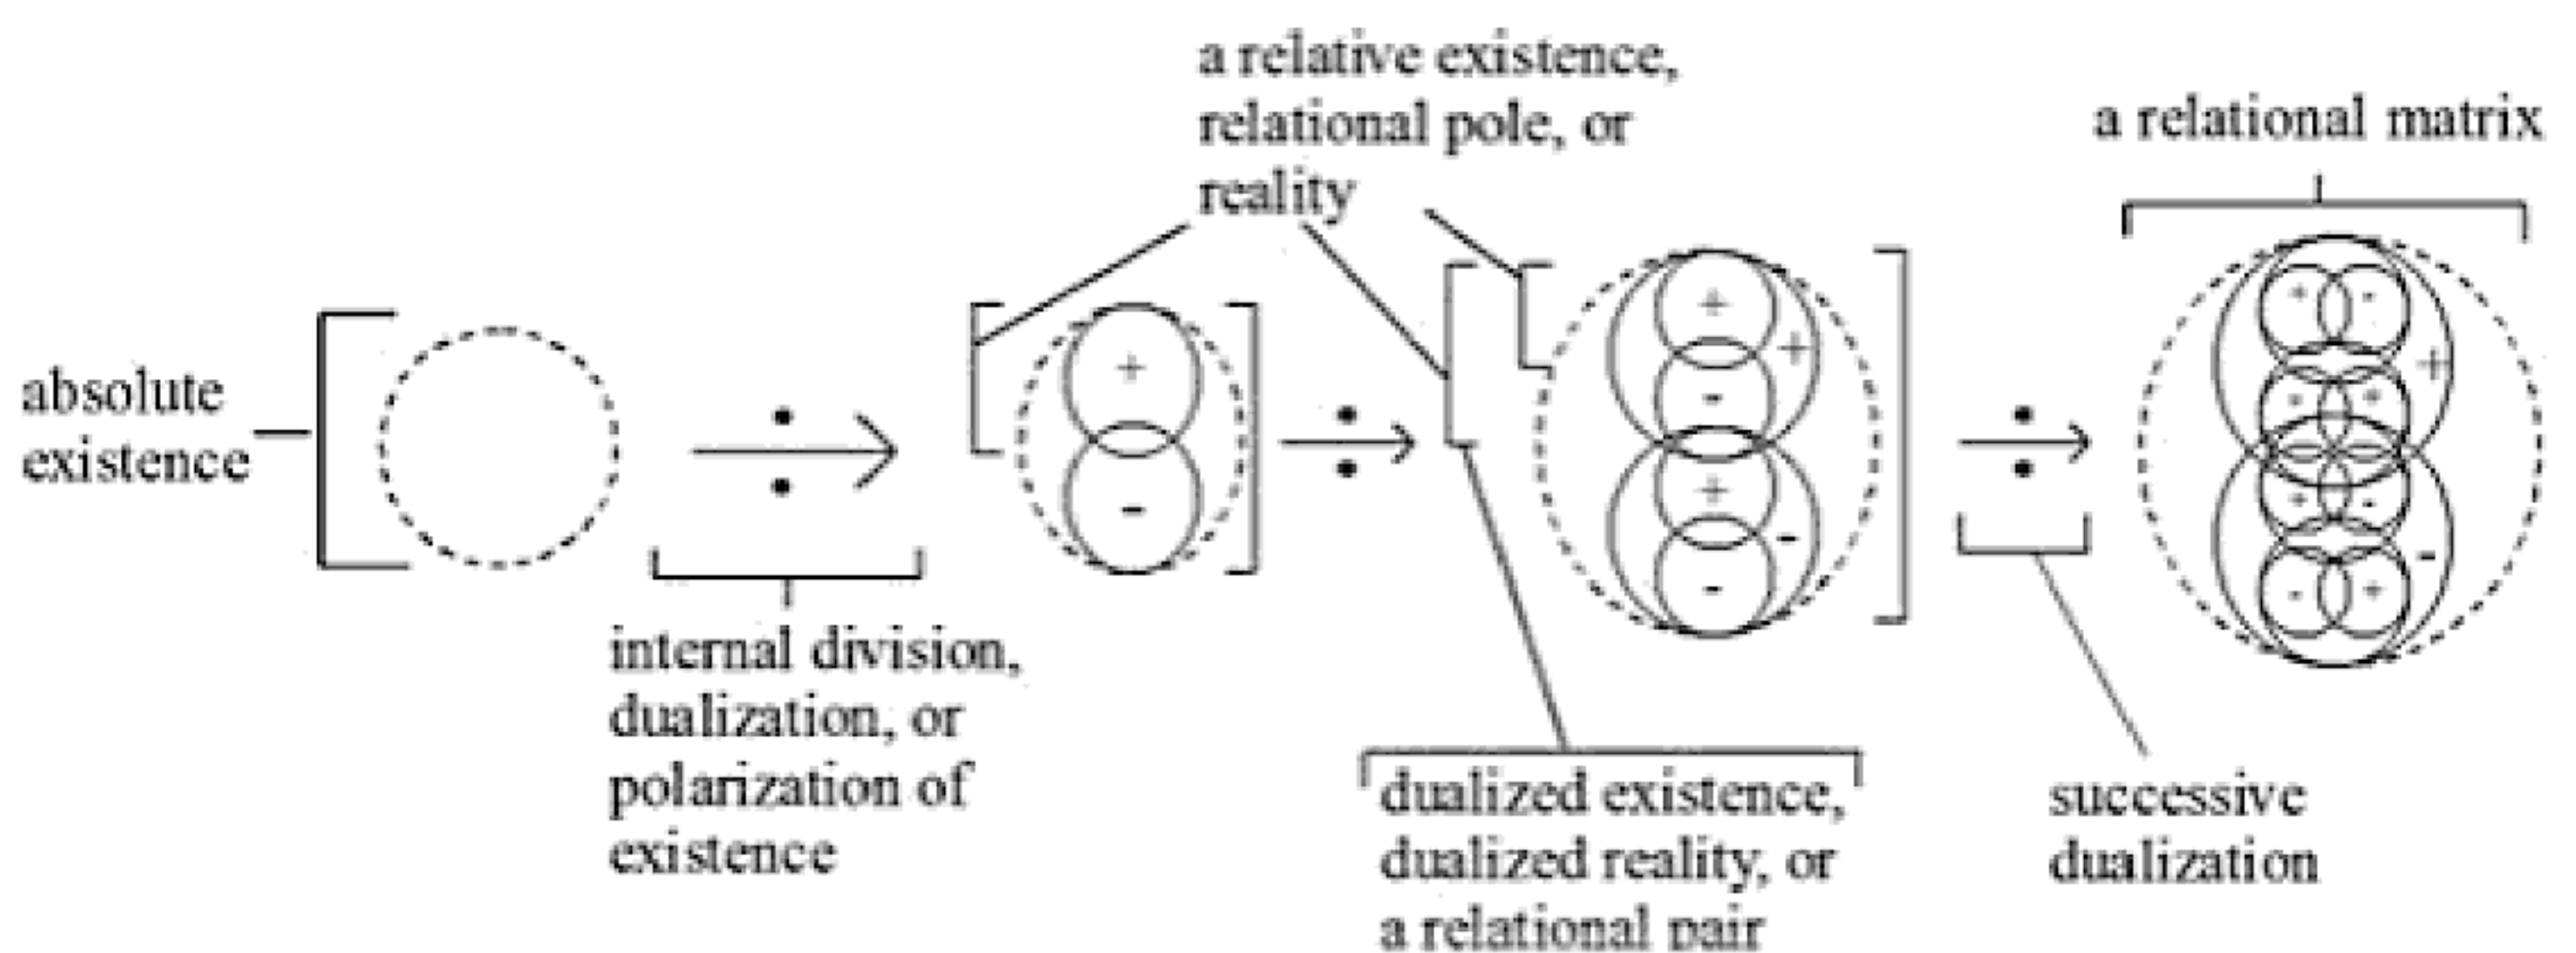 absolute
existence
internal division,
dualization, or
polarization of
existence
a relative existence,
relational pole, or
reality
+
-
dualized existence,
dualized reality, or
a relational pair
+
-
+
+
-
-
successive
dualization
a relational matrix
+ -
- +
+
+ -
- +
-